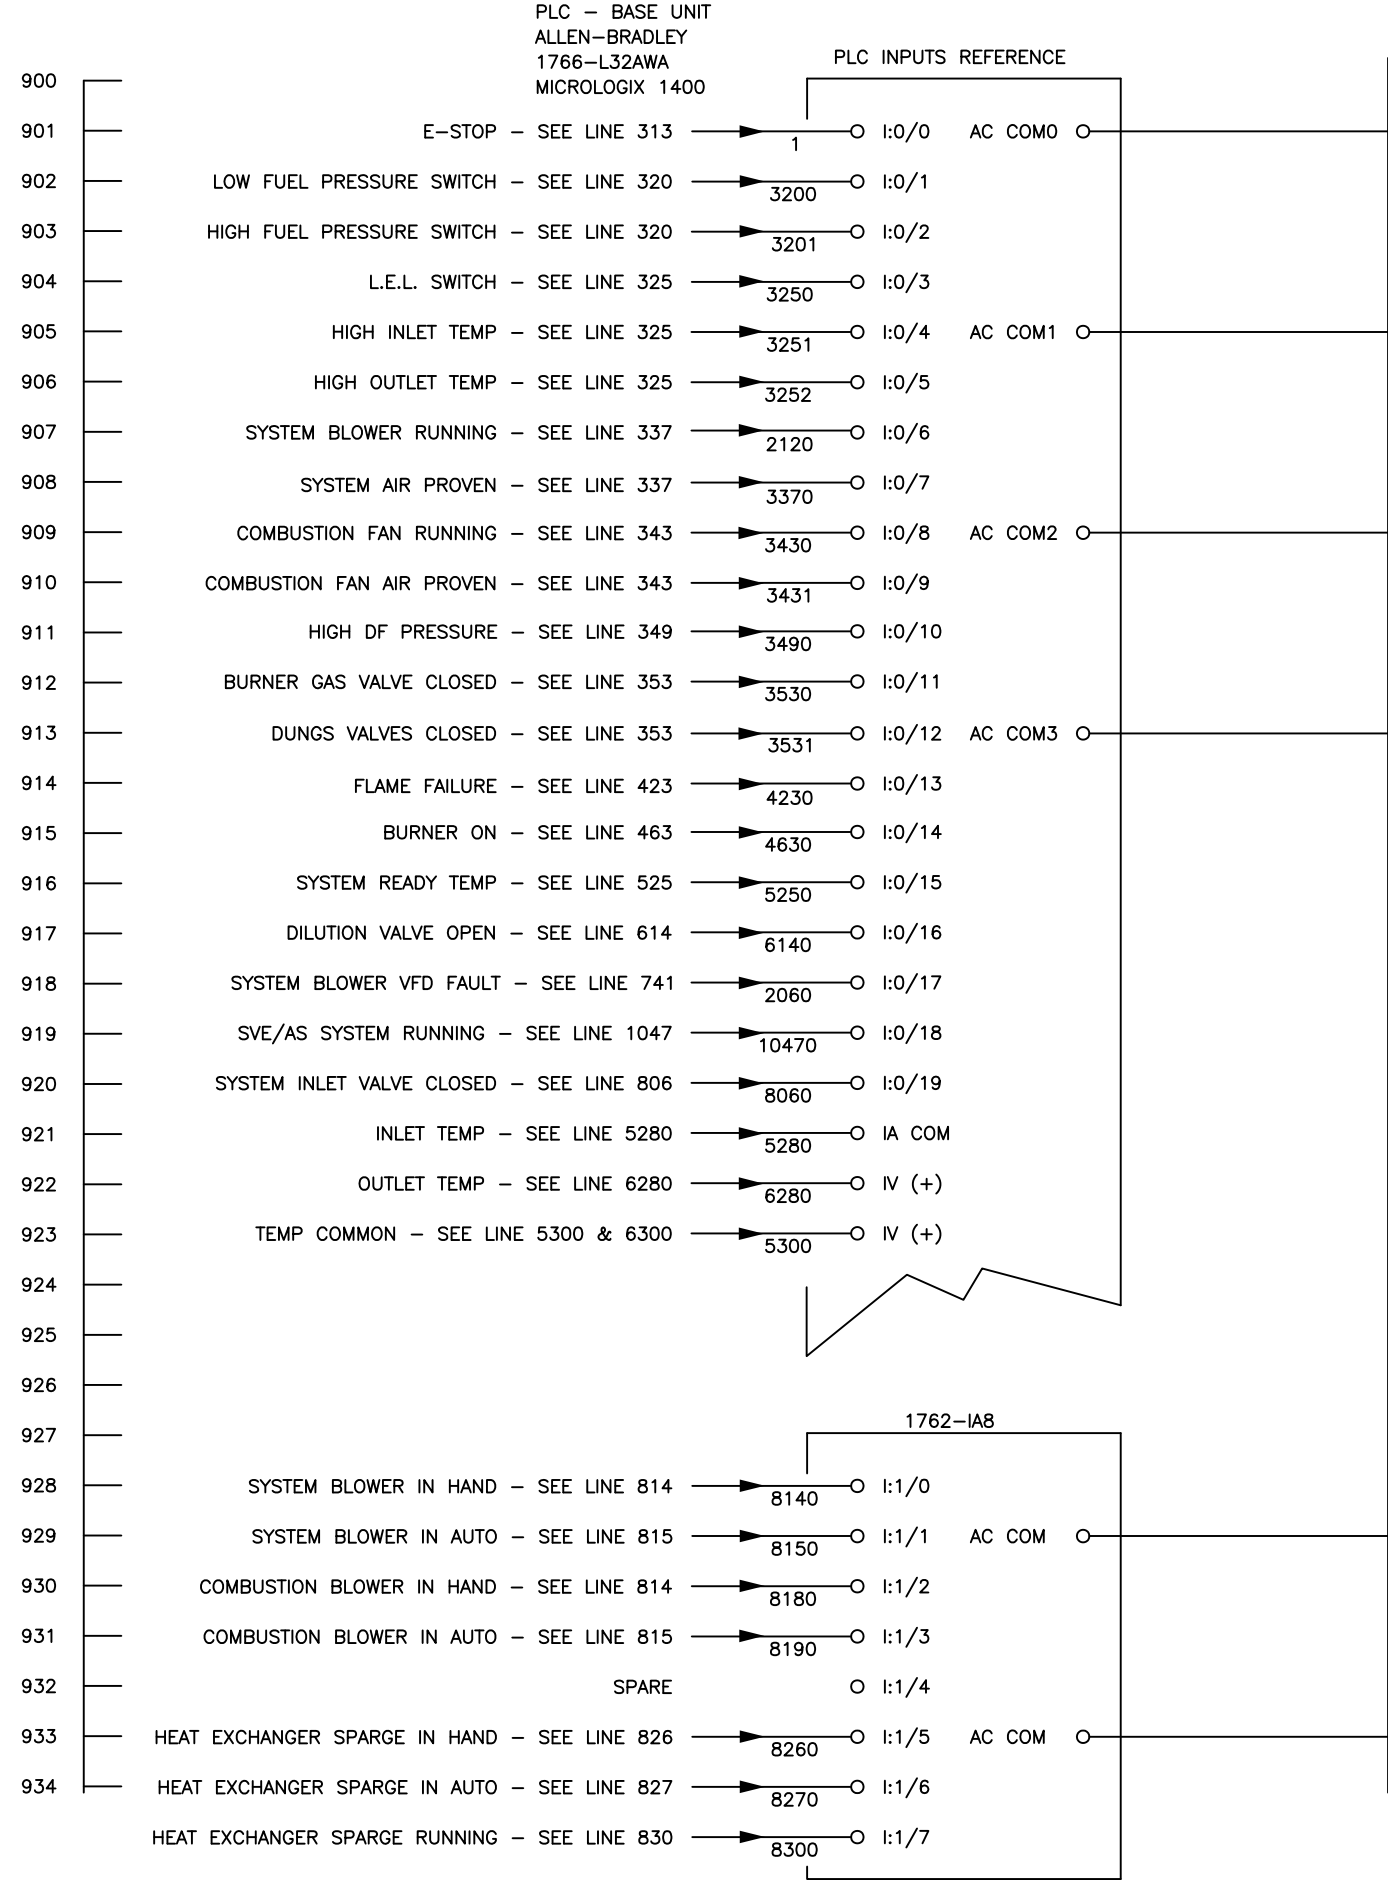 PLC – BASE UNIT
ALLEN–BRADLEY
1766–L32AWA
MICROLOGIX 1400
PLC INPUTS REFERENCE
900
901 E–STOP – SEE LINE 313 1 I:0/0 AC COM0
902 LOW FUEL PRESSURE SWITCH – SEE LINE 320 3200 I:0/1
903 HIGH FUEL PRESSURE SWITCH – SEE LINE 320 3201 I:0/2
904 L.E.L. SWITCH – SEE LINE 325 3250 I:0/3
905 HIGH INLET TEMP – SEE LINE 325 3251 I:0/4 AC COM1
906 HIGH OUTLET TEMP – SEE LINE 325 3252 I:0/5
907 SYSTEM BLOWER RUNNING – SEE LINE 337 2120 I:0/6
908 SYSTEM AIR PROVEN – SEE LINE 337 3370 I:0/7
909 COMBUSTION FAN RUNNING – SEE LINE 343 3430 I:0/8 AC COM2
910 COMBUSTION FAN AIR PROVEN – SEE LINE 343 3431 I:0/9
911 HIGH DF PRESSURE – SEE LINE 349 3490 I:0/10
912 BURNER GAS VALVE CLOSED – SEE LINE 353 3530 I:0/11
913 DUNGS VALVES CLOSED – SEE LINE 353 3531 I:0/12 AC COM3
914 FLAME FAILURE – SEE LINE 423 4230 I:0/13
915 BURNER ON – SEE LINE 463 4630 I:0/14
916 SYSTEM READY TEMP – SEE LINE 525 5250 I:0/15
917 DILUTION VALVE OPEN – SEE LINE 614 6140 I:0/16
918 SYSTEM BLOWER VFD FAULT – SEE LINE 741 2060 I:0/17
919 SVE/AS SYSTEM RUNNING – SEE LINE 1047 10470 I:0/18
920 SYSTEM INLET VALVE CLOSED – SEE LINE 806 8060 I:0/19
921 INLET TEMP – SEE LINE 5280 5280 IA COM
922 OUTLET TEMP – SEE LINE 6280 6280 IV (+)
923 TEMP COMMON – SEE LINE 5300 & 6300 5300 IV (+)
924
925
926
927 1762–IA8
928 SYSTEM BLOWER IN HAND – SEE LINE 814 8140 I:1/0
929 SYSTEM BLOWER IN AUTO – SEE LINE 815 8150 I:1/1 AC COM
930 COMBUSTION BLOWER IN HAND – SEE LINE 814 8180 I:1/2
931 COMBUSTION BLOWER IN AUTO – SEE LINE 815 8190 I:1/3
932 SPARE I:1/4
933 HEAT EXCHANGER SPARGE IN HAND – SEE LINE 826 8260 I:1/5 AC COM
934 HEAT EXCHANGER SPARGE IN AUTO – SEE LINE 827 8270 I:1/6
HEAT EXCHANGER SPARGE RUNNING – SEE LINE 830 8300 I:1/7